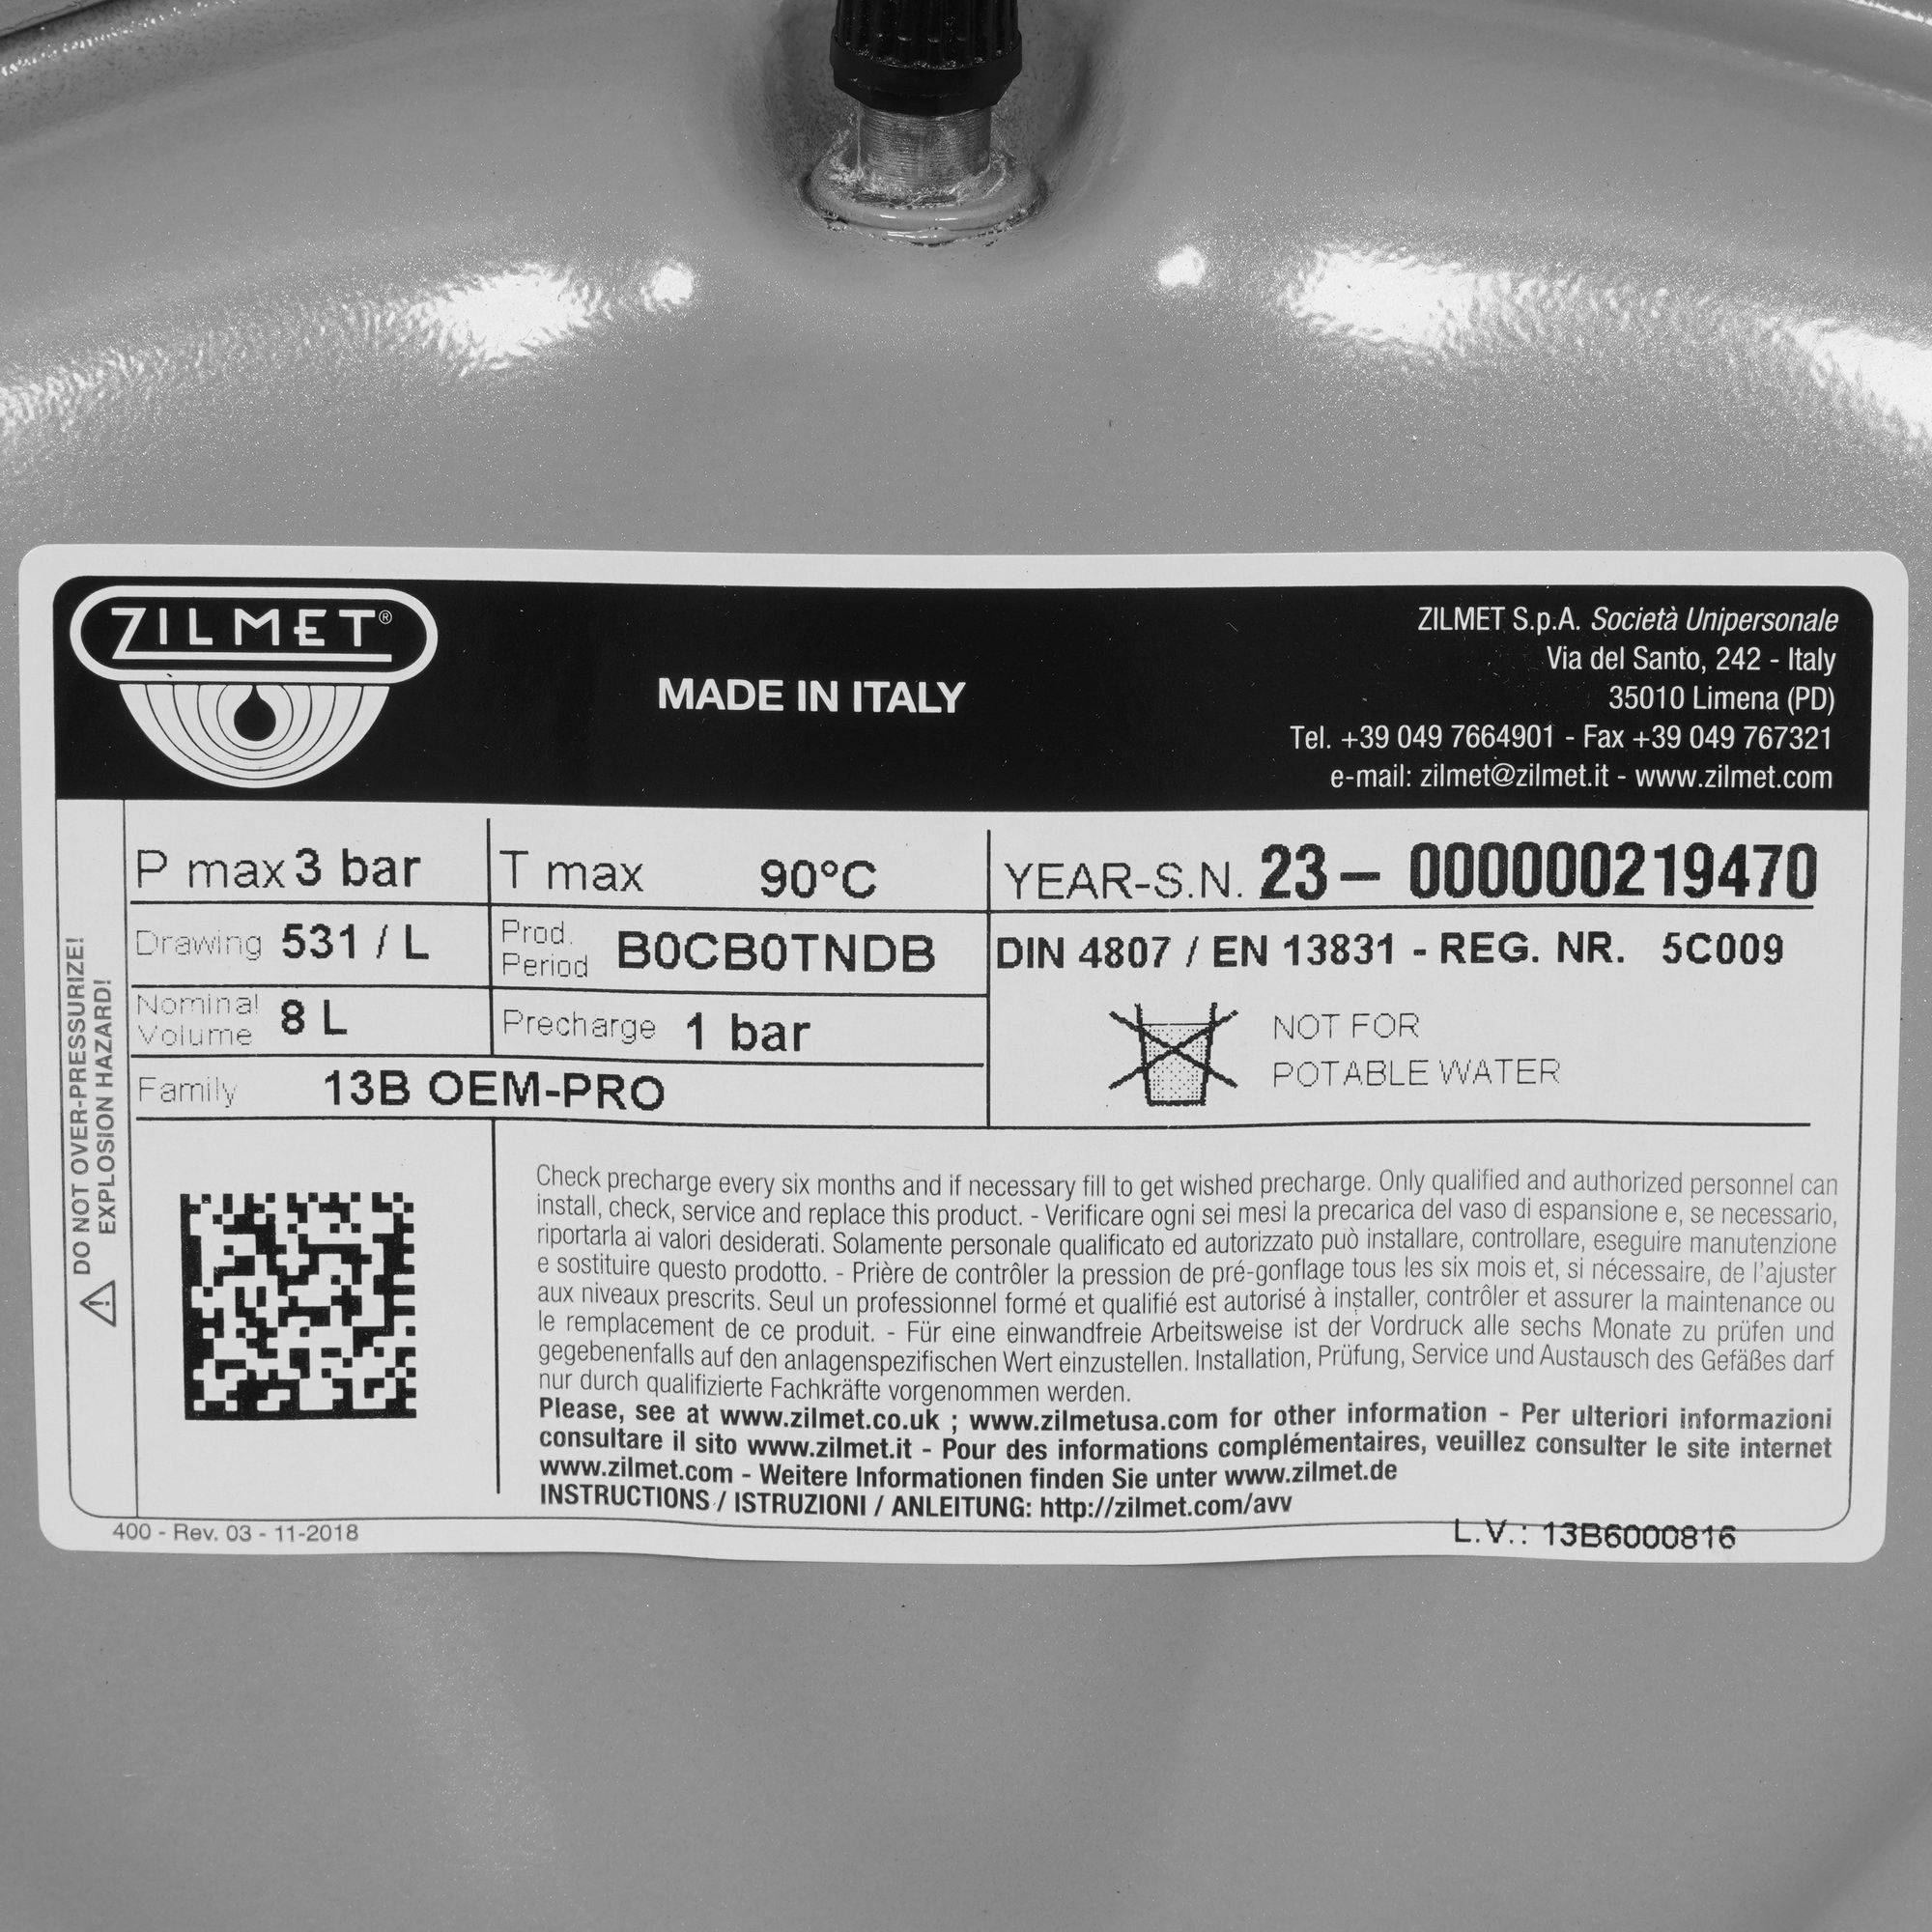 ZILMET®
MADE IN ITALY
ZILMET S.p.A. Società Unipersonale
Via del Santo, 242 - Italy
35010 Limena (PD)
Tel. +39 049 7664901 - Fax +39 049 767321
e-mail: zilmet@zilmet.it - www.zilmet.com
DO NOT OVER-PRESSURIZE!
EXPLOSION HAZARD!
P max 3 bar
T max 90°C
YEAR-S.N. 23- 000000219470
Drawing 531 / L
Prod. Period B0CB0TNDB
DIN 4807 / EN 13831 - REG. NR. 5C009
Nominal Volume 8 L
Precharge 1 bar
NOT FOR
POTABLE WATER
Family 13B OEM-PRO
Check precharge every six months and if necessary fill to get wished precharge. Only qualified and authorized personnel can
install, check, service and replace this product. - Verificare ogni sei mesi la precarica del vaso di espansione e, se necessario,
riportarla ai valori desiderati. Solamente personale qualificato ed autorizzato può installare, controllare, eseguire manutenzione
e sostituire questo prodotto. - Prière de contrôler la pression de pré-gonflage tous les six mois et, si nécessaire, de l'ajuster
aux niveaux prescrits. Seul un professionnel formé et qualifié est autorisé à installer, contrôler et assurer la maintenance ou
le remplacement de ce produit. - Für eine einwandfreie Arbeitsweise ist der Vordruck alle sechs Monate zu prüfen und
gegebenenfalls auf den anlagenspezifischen Wert einzustellen. Installation, Prüfung, Service und Austausch des Gefäßes darf
nur durch qualifizierte Fachkräfte vorgenommen werden.
Please, see at www.zilmet.co.uk ; www.zilmetusa.com for other information - Per ulteriori informazioni
consultare il sito www.zilmet.it - Pour des informations complémentaires, veuillez consulter le site internet
www.zilmet.com - Weitere Informationen finden Sie unter www.zilmet.de
INSTRUCTIONS / ISTRUZIONI / ANLEITUNG: http://zilmet.com/avv
400 - Rev. 03 - 11-2018
L.V.: 13B6000816